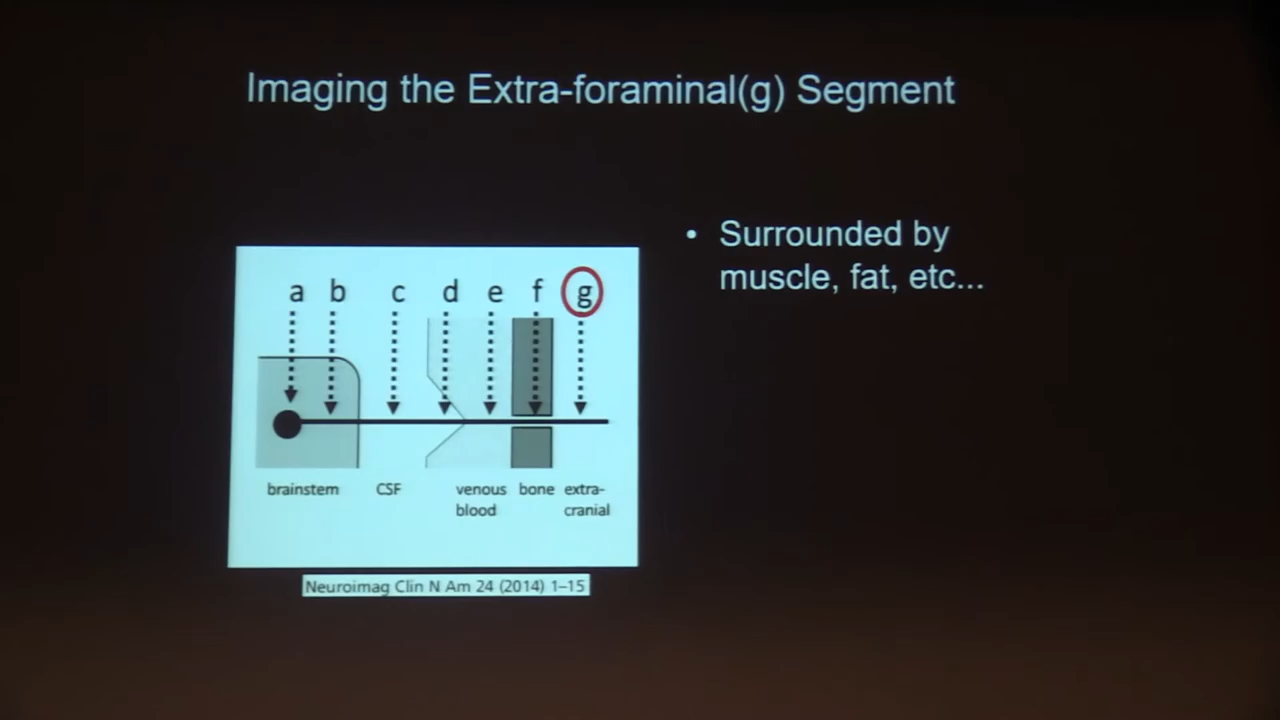 Imaging the Extra-foraminal(g) Segment
• Surrounded by
muscle, fat, etc...
a b c d e f g
brainstem CSF venous bone extra-
blood cranial
Neuroimag Clin N Am 24 (2014) 1–15